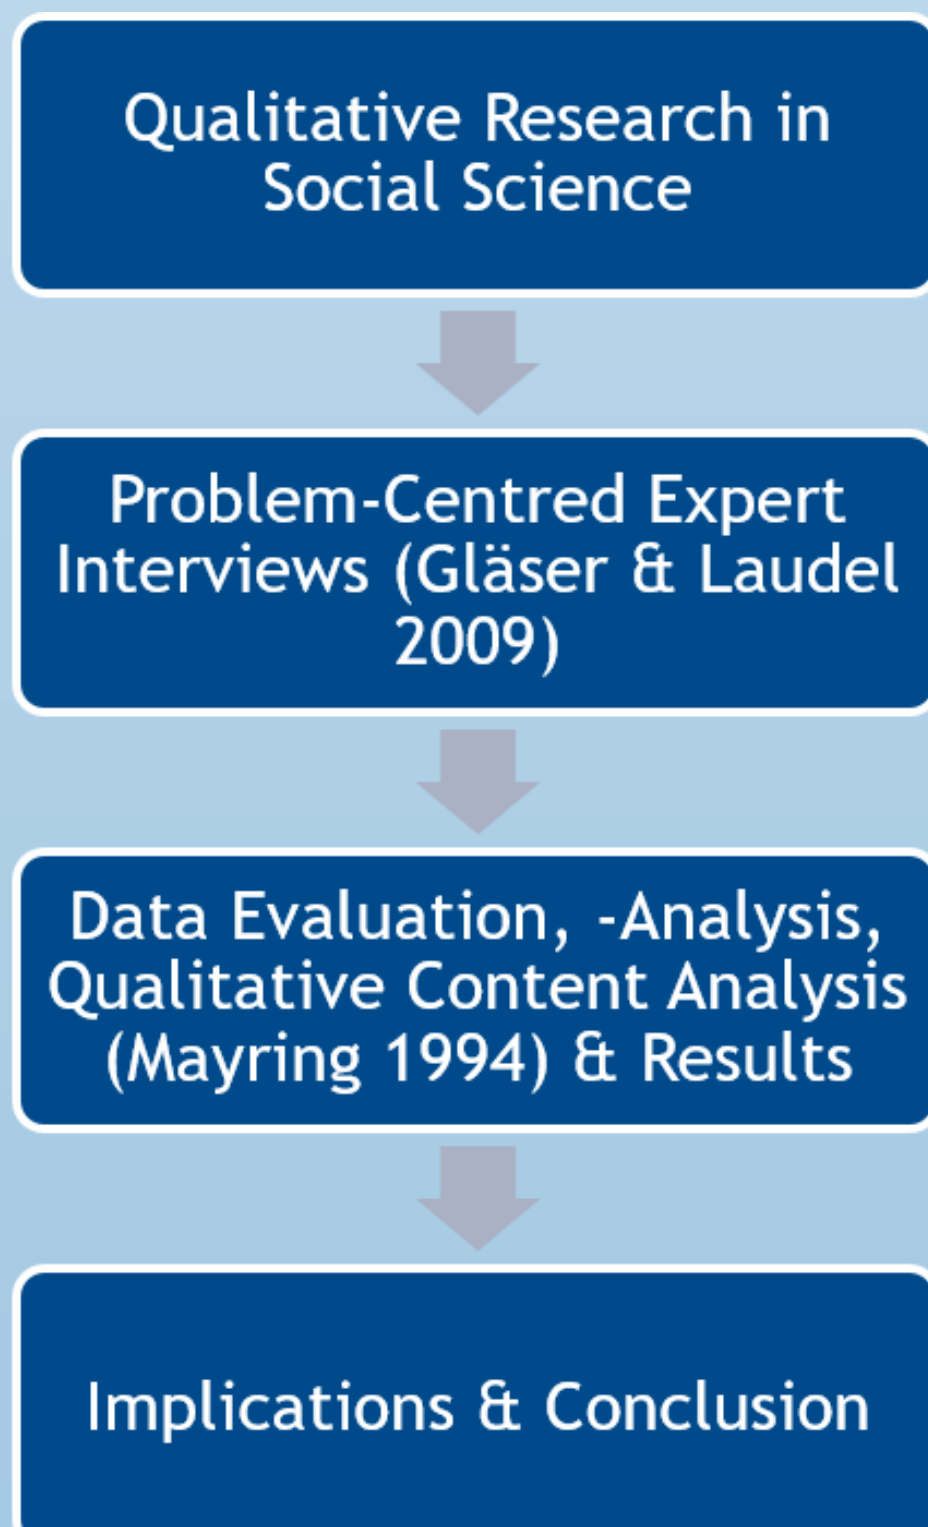 Qualitative Research in
Social Science
Problem-Centred Expert
Interviews (Gläser & Laudel
2009)
Data Evaluation, -Analysis,
Qualitative Content Analysis
(Mayring 1994) & Results
Implications & Conclusion